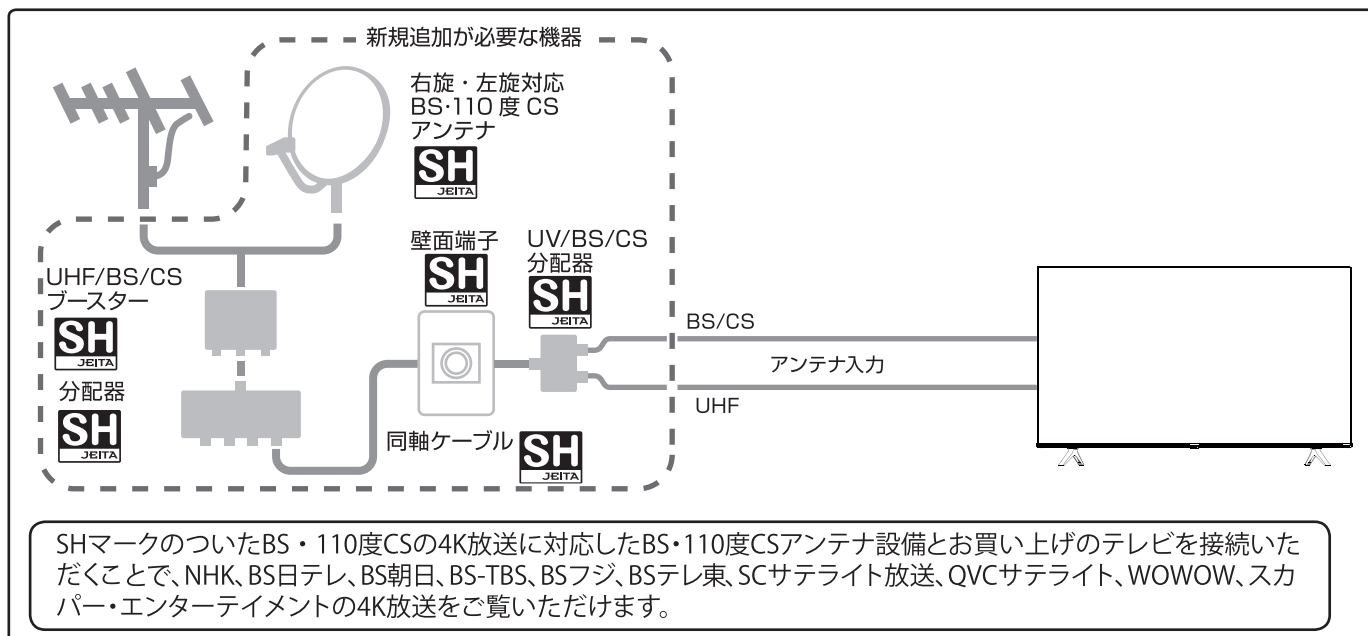 新規追加が必要な機器
右旋・左旋対応
BS・110 度 CS
アンテナ
SH
JEITA
壁面端子
SH
JEITA
UV/BS/CS
分配器
SH
JEITA
UHF/BS/CS
ブースター
SH
JEITA
分配器
SH
JEITA
同軸ケーブル
SH
JEITA
BS/CS
アンテナ入力
UHF
SHマークのついたBS・110度CSの4K放送に対応したBS・110度CSアンテナ設備とお買い上げのテレビを接続いた
だくことで、NHK、BS日テレ、BS朝日、BS-TBS、BSフジ、BSテレ東、SCサテライト放送、QVCサテライト、WOWOW、スカ
パー・エンターテイメントの4K放送をご覧いただけます。